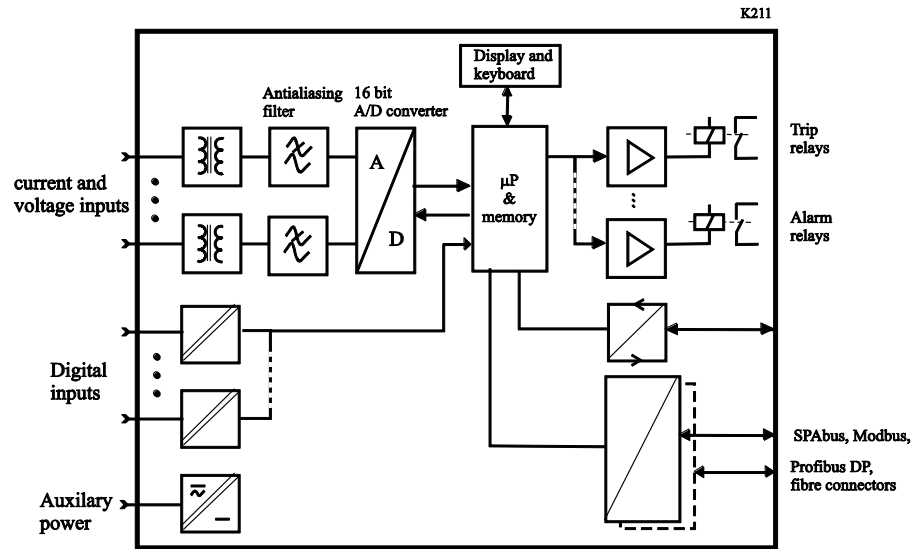 K211
Display and
keyboard
Antialiasing
filter
16 bit
A/D converter
current and
voltage inputs
A
D
μP
&
memory
Trip
relays
Alarm
relays
Digital
inputs
SPAbus, Modbus,
Profibus DP,
fibre connectors
Auxilary
power